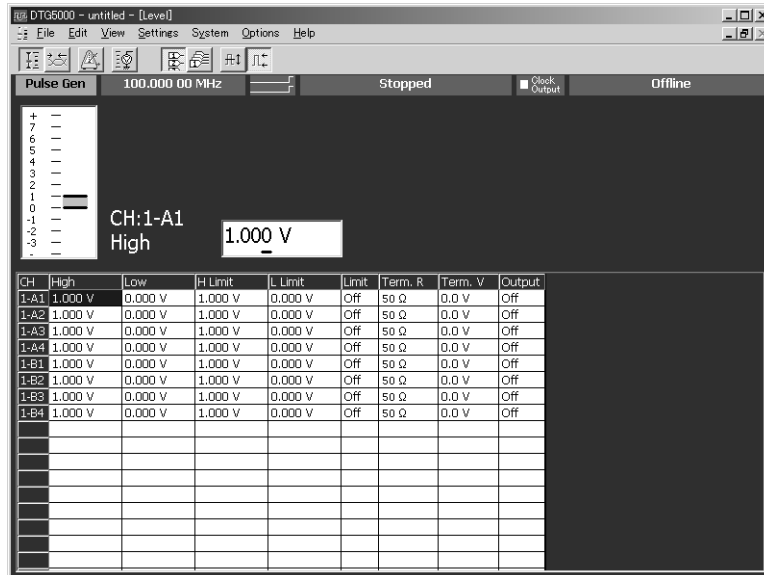 DTG5000 - untitled - [Level]
File Edit View Settings System Options Help
Pulse Gen 100.000 00 MHz Stopped Clock Output Offline
+
7
6
5
4
3
2
1
0
-1
-2
-3
-
CH:1-A1
High 1.000 V
CH High Low H Limit L Limit Limit Term. R Term. V Output
1-A1 1.000 V 0.000 V 1.000 V 0.000 V Off 50 Ω 0.0 V Off
1-A2 1.000 V 0.000 V 1.000 V 0.000 V Off 50 Ω 0.0 V Off
1-A3 1.000 V 0.000 V 1.000 V 0.000 V Off 50 Ω 0.0 V Off
1-A4 1.000 V 0.000 V 1.000 V 0.000 V Off 50 Ω 0.0 V Off
1-B1 1.000 V 0.000 V 1.000 V 0.000 V Off 50 Ω 0.0 V Off
1-B2 1.000 V 0.000 V 1.000 V 0.000 V Off 50 Ω 0.0 V Off
1-B3 1.000 V 0.000 V 1.000 V 0.000 V Off 50 Ω 0.0 V Off
1-B4 1.000 V 0.000 V 1.000 V 0.000 V Off 50 Ω 0.0 V Off